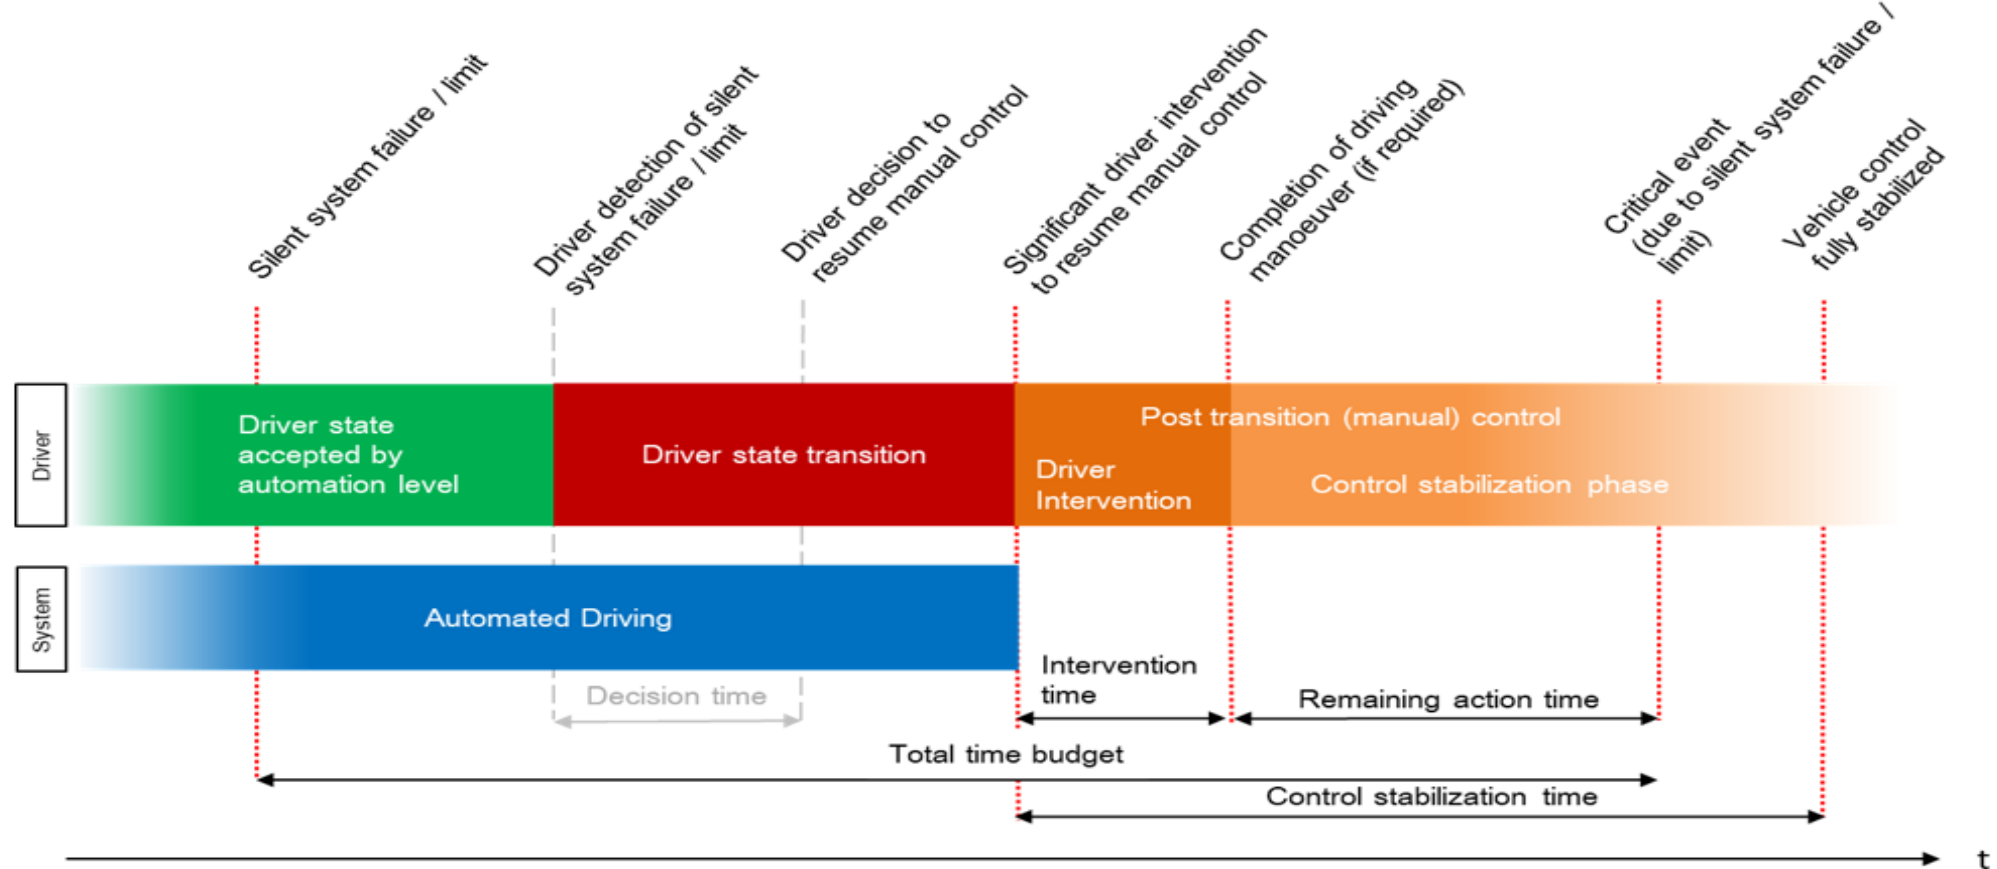 Silent system failure / limit
Driver detection of silent
system failure / limit
Driver decision to
resume manual control
Significant driver intervention
to resume manual control
Completion of driving
manoeuver (if required)
Critical event
(due to silent system failure /
limit)
Vehicle control
fully stabilized
Driver
Driver state
accepted by
automation level
Driver state transition
Post transition (manual) control
Driver
Intervention
Control stabilization phase
System
Automated Driving
Decision time
Intervention
time
Remaining action time
Total time budget
Control stabilization time
t